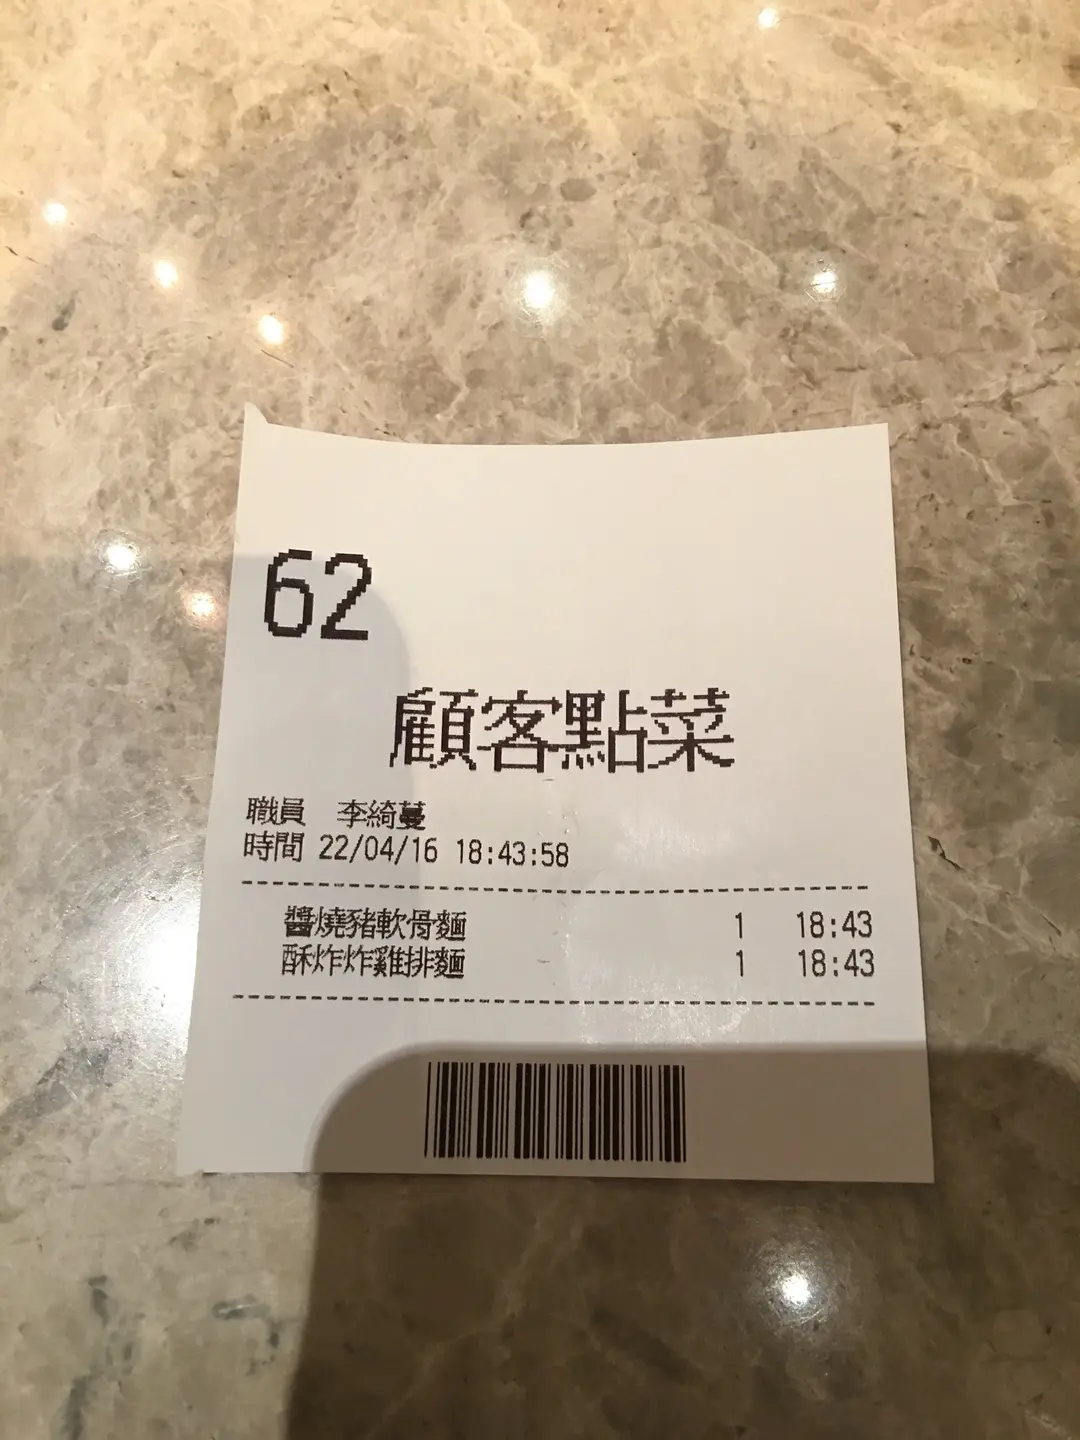 62
顧客點菜
職員 李綺蔓
時間 22/04/16 18:43:58
醬燒豬軟骨麵 1 18:43
酥炸炸雞排麵 1 18:43